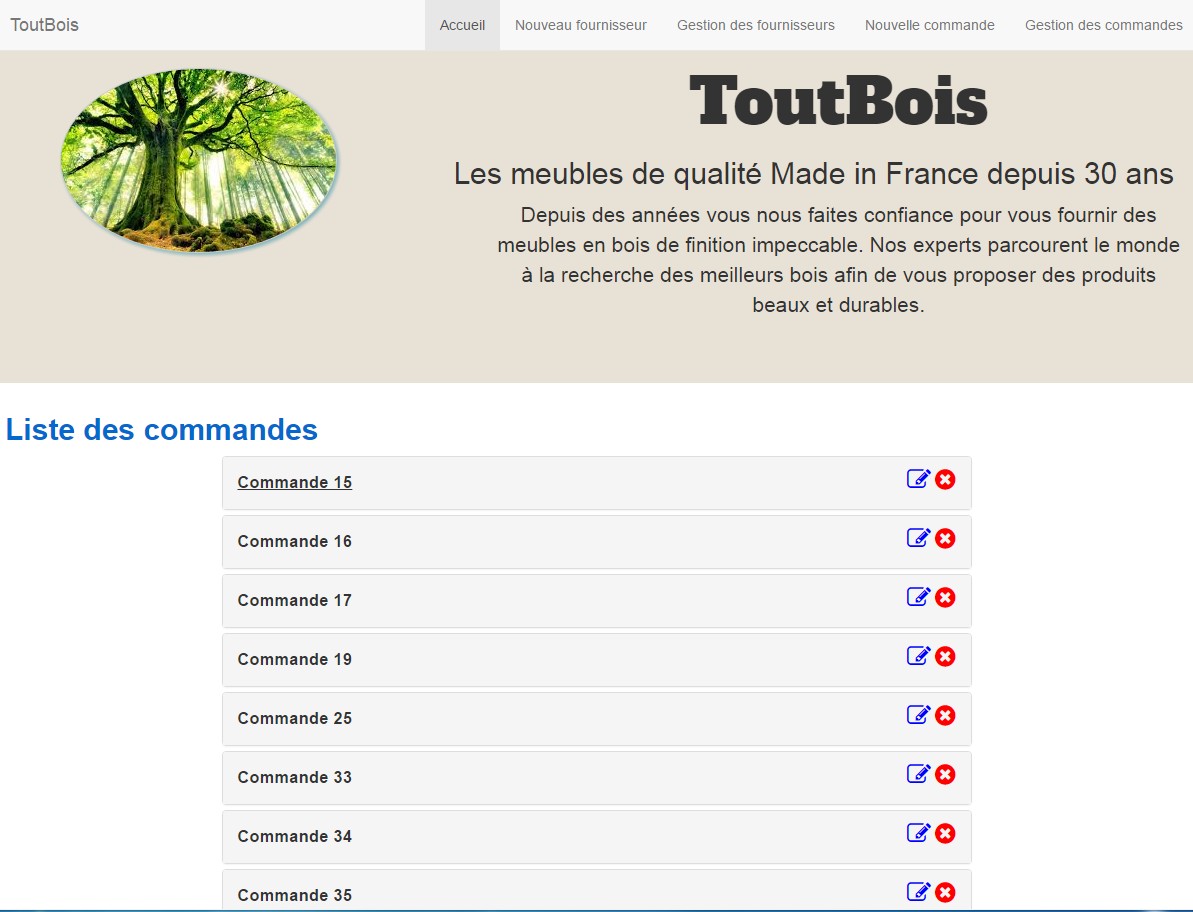 ToutBois
Accueil
Nouveau fournisseur
Gestion des fournisseurs
Nouvelle commande
Gestion des commandes
ToutBois
Les meubles de qualité Made in France depuis 30 ans
Depuis des années vous nous faites confiance pour vous fournir des
meubles en bois de finition impeccable. Nos experts parcourent le monde
à la recherche des meilleurs bois afin de vous proposer des produits
beaux et durables.
Liste des commandes
Commande 15
Commande 16
Commande 17
Commande 19
Commande 25
Commande 33
Commande 34
Commande 35